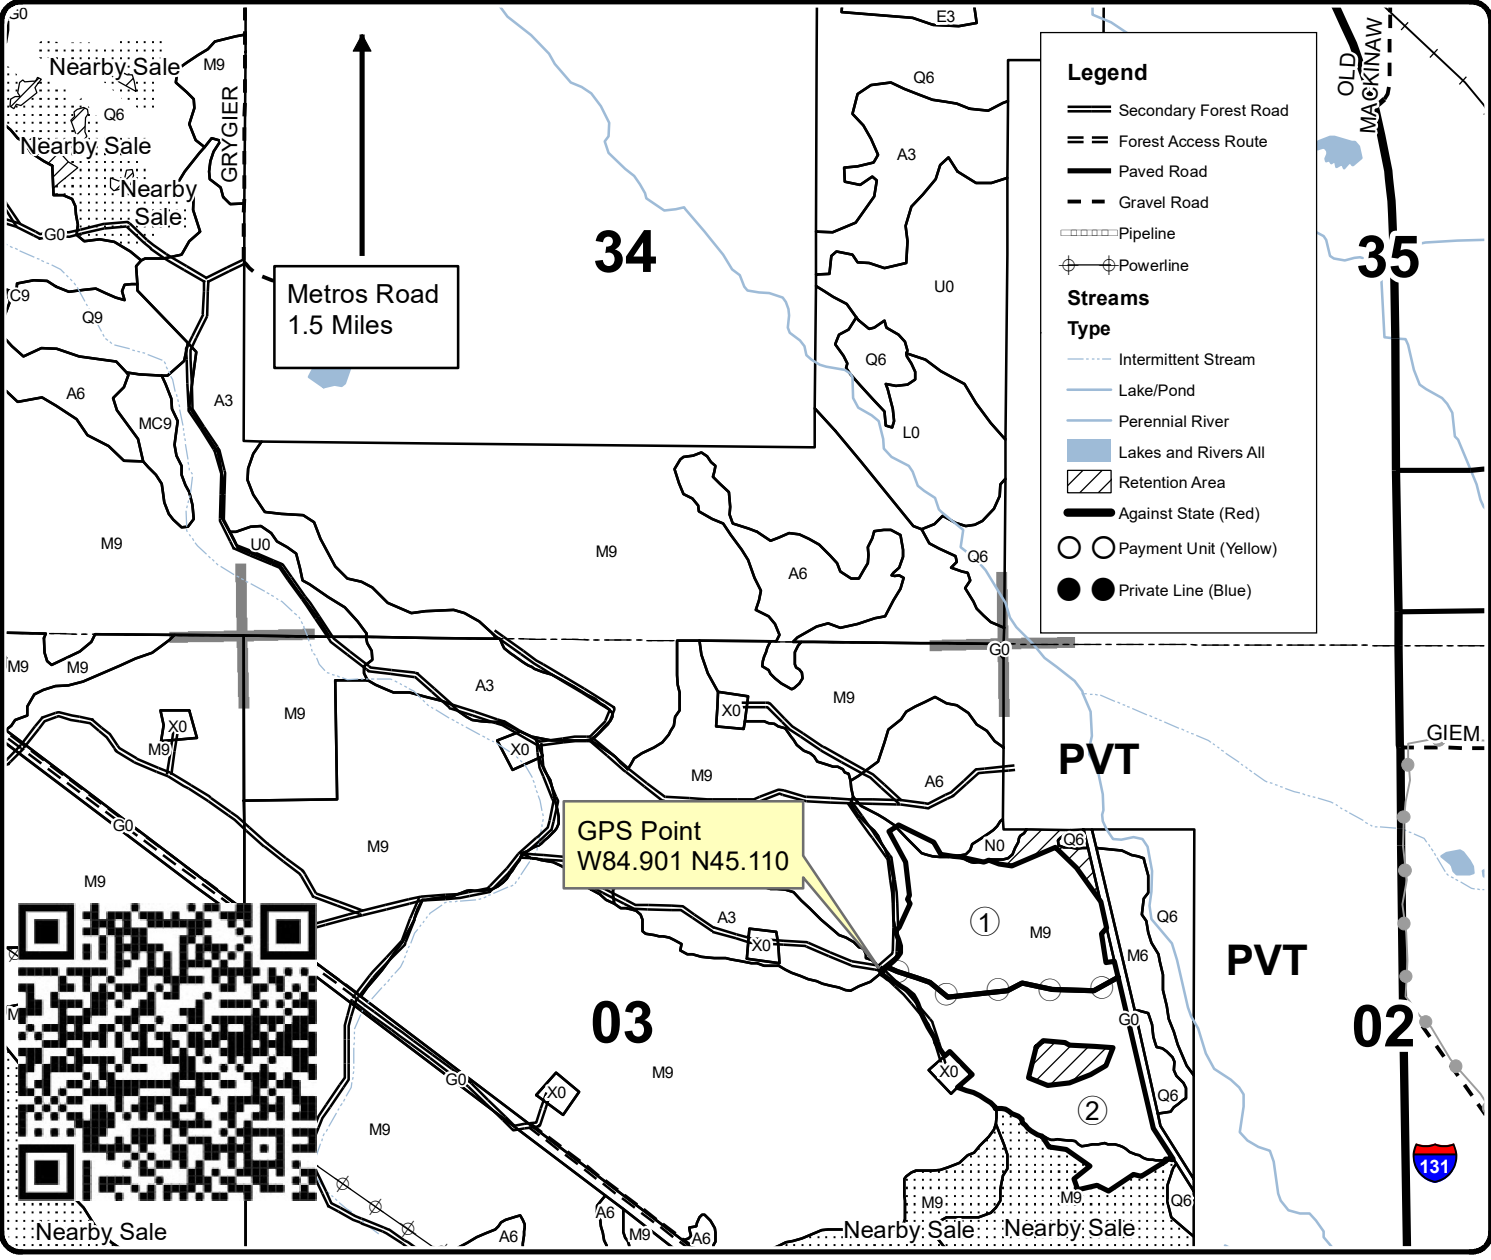 G0
E3
Nearby Sale
M9
Q6
OLD
MACKINAW
Legend
Secondary Forest Road
Forest Access Route
Paved Road
Gravel Road
Pipeline
Powerline
Streams
Type
Intermittent Stream
Lake/Pond
Perennial River
Lakes and Rivers All
Retention Area
Against State (Red)
Payment Unit (Yellow)
Private Line (Blue)
Q6
GRYGIER
Nearby Sale
A3
Nearby
Sale
G0
34
35
Metros Road
1.5 Miles
U0
C9
Q9
Q6
A6
A3
MC9
L0
M9
U0
M9
Q6
A6
G0
M9
M9
A3
M9
M9
X0
X0
M9
X0
PVT
GIEM
M9
A6
G0
GPS Point
W84.901 N45.110
M9
N0
Q6
M9
A3
X0
1
M9
Q6
M6
PVT
M
03
G0
02
M9
X0
G0
X0
Q6
2
M9
131
M9
M9
Q6
A6
M9
A6
A6
Nearby Sale
Nearby Sale
Nearby Sale